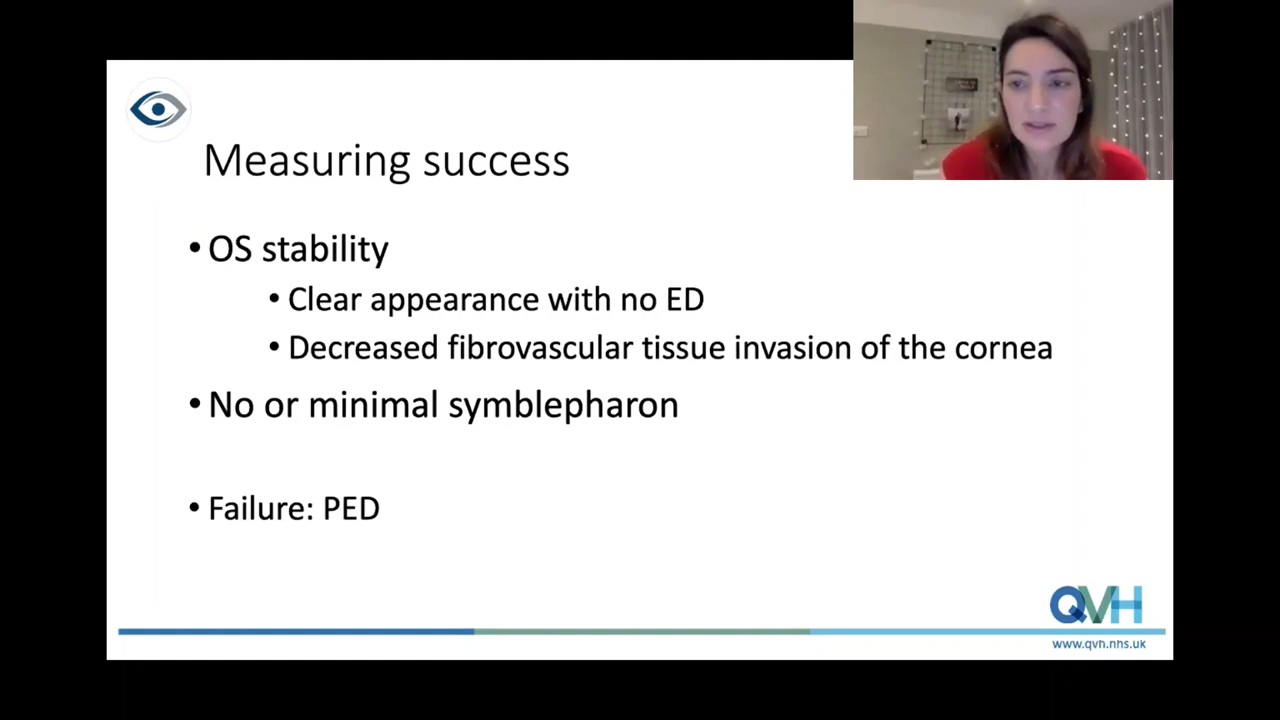 Measuring success
• OS stability
• Clear appearance with no ED
• Decreased fibrovascular tissue invasion of the cornea
• No or minimal symblepharon
• Failure: PED
QVH
www.qvh.nhs.uk